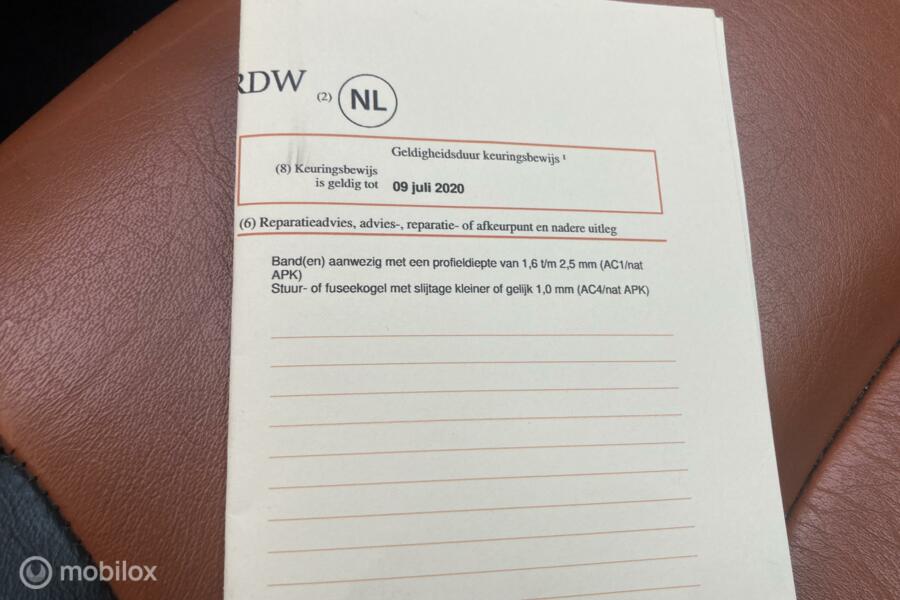 RDW
(2) NL
Geldigheidsduur keuringsbewijs ¹
(8) Keuringsbewijs
is geldig tot 09 juli 2020
(6) Reparatieadvies, advies-, reparatie- of afkeurpunt en nadere uitleg
Band(en) aanwezig met een profieldiepte van 1,6 t/m 2,5 mm (AC1/nat
APK)
Stuur- of fuseekogel met slijtage kleiner of gelijk 1,0 mm (AC4/nat APK)
mobilox